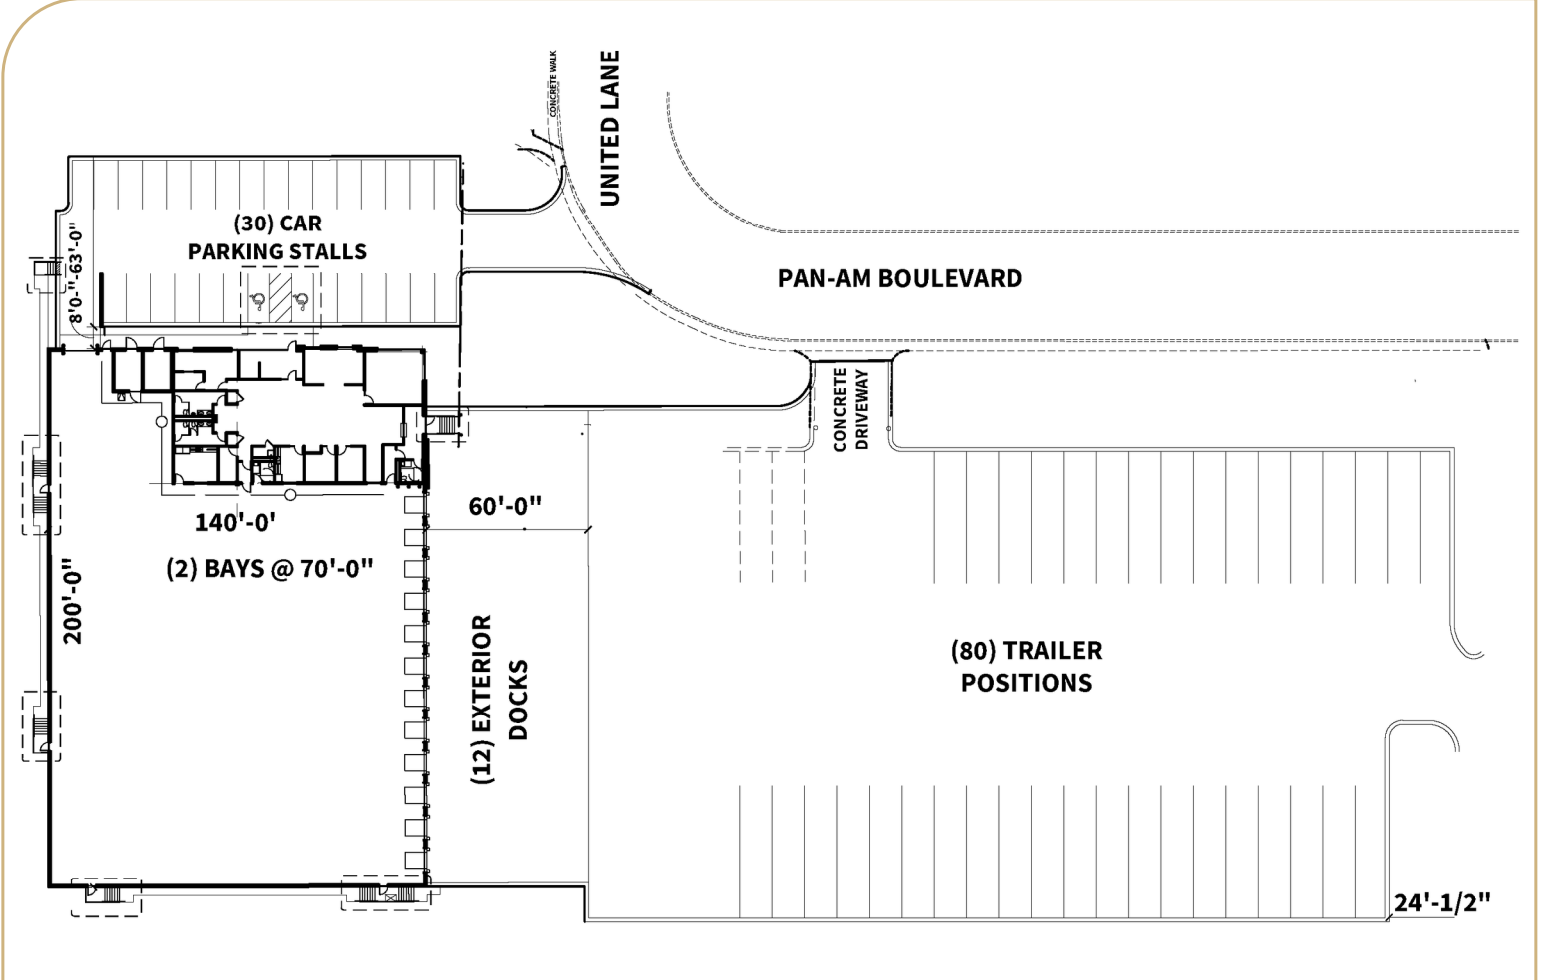 CONCRETE WALK
UNITED LANE
(30) CAR
PARKING STALLS
8'0-"-63'-0"
PAN-AM BOULEVARD
CONCRETE
DRIVEWAY
60'-0"
140'-0'
(2) BAYS @ 70'-0"
200'-0"
(12) EXTERIOR
DOCKS
(80) TRAILER
POSITIONS
24'-1/2"